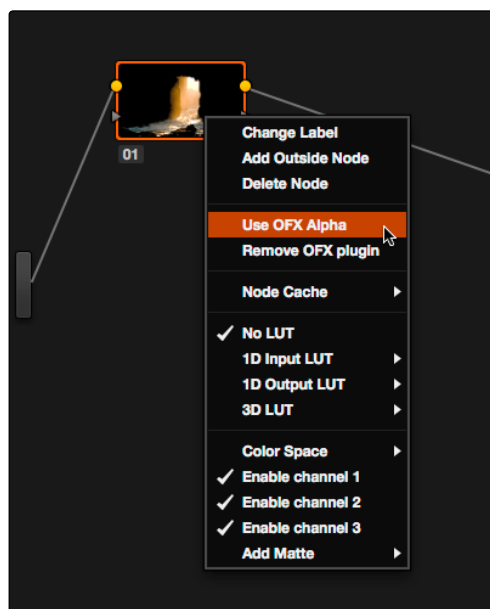 01
Change Label
Add Outside Node
Delete Node
Use OFX Alpha
Remove OFX plugin
Node Cache
No LUT
1D Input LUT
1D Output LUT
3D LUT
Color Space
Enable channel 1
Enable channel 2
Enable channel 3
Add Matte